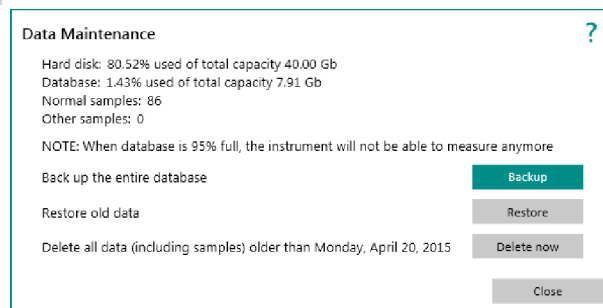 Data Maintenance ?
Hard disk: 80.52% used of total capacity 40.00 Gb
Database: 1.43% used of total capacity 7.91 Gb
Normal samples: 86
Other samples: 0
NOTE: When database is 95% full, the instrument will not be able to measure anymore
Back up the entire database Backup
Restore old data Restore
Delete all data (including samples) older than Monday, April 20, 2015 Delete now
Close